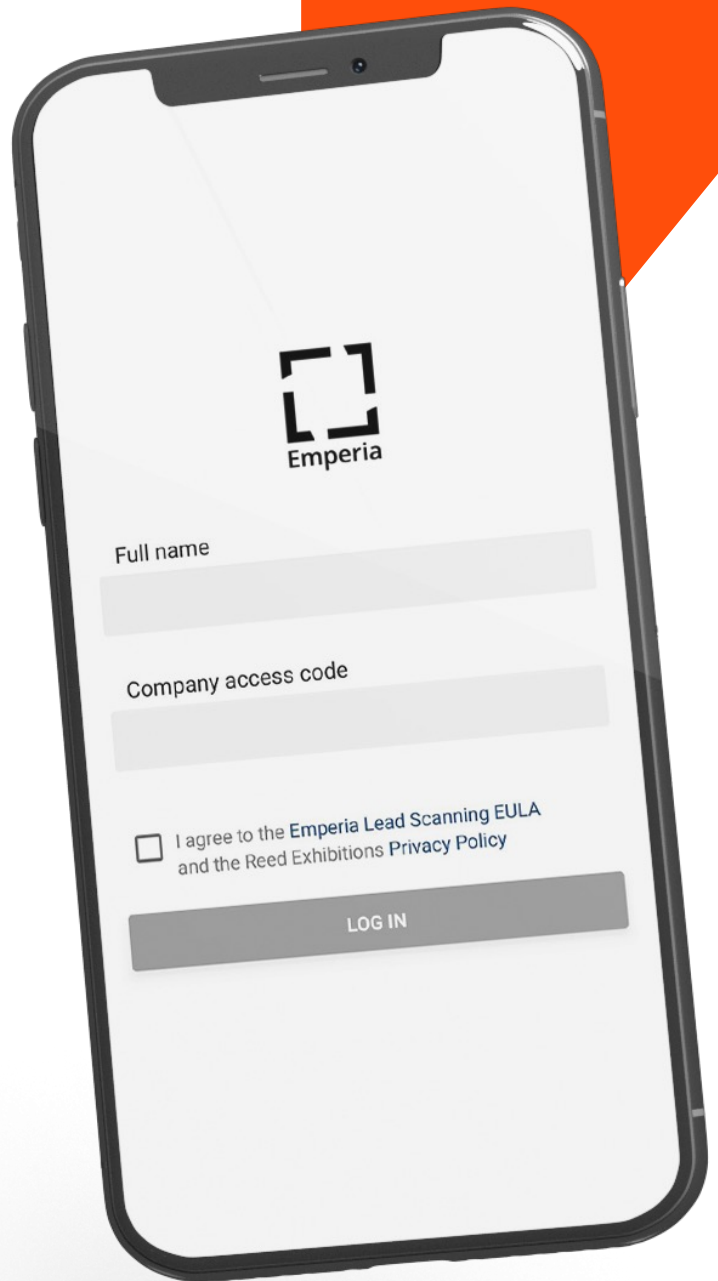 Emperia
Full name
Company access code
I agree to the Emperia Lead Scanning EULA
and the Reed Exhibitions Privacy Policy
LOG IN